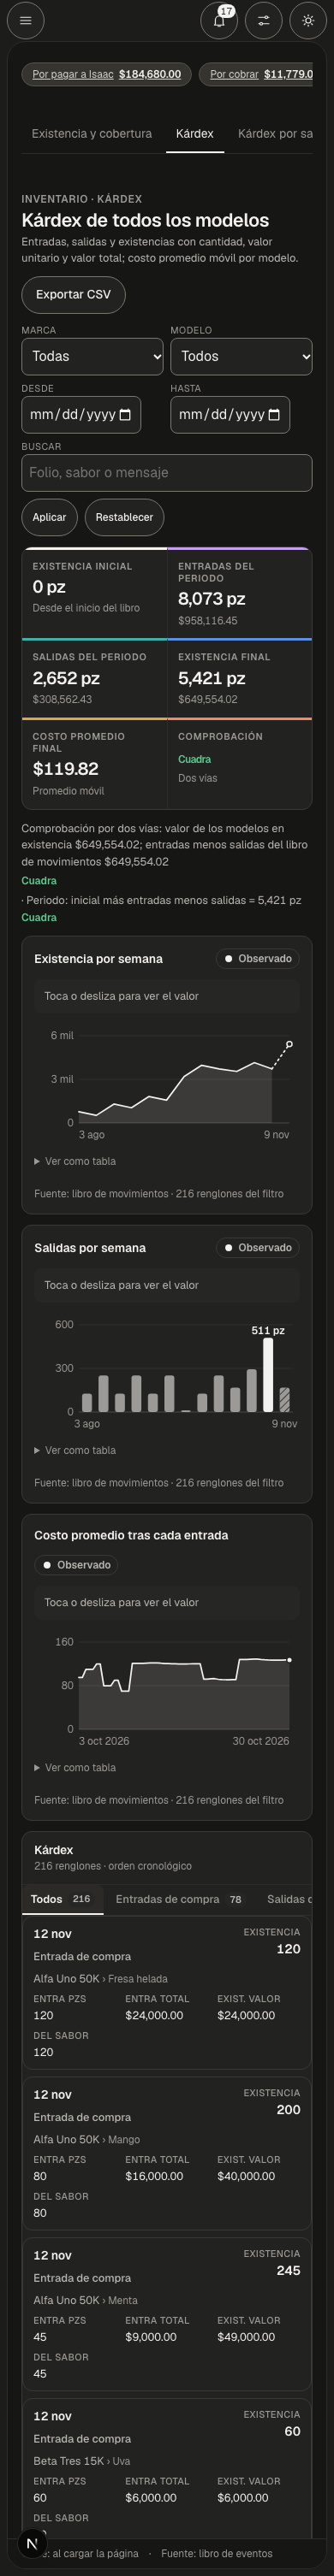 17
Por pagar a Isaac $184,680.00
Por cobrar $11,779.0
Existencia y cobertura
Kárdex
Kárdex por sa
INVENTARIO · KÁRDEX
Kárdex de todos los modelos
Entradas, salidas y existencias con cantidad, valor
unitario y valor total; costo promedio móvil por modelo.
Exportar CSV
MARCA
MODELO
Todas
Todos
DESDE
HASTA
mm/dd/yyyy
mm/dd/yyyy
BUSCAR
Folio, sabor o mensaje
Aplicar
Restablecer
EXISTENCIA INICIAL
0 pz
Desde el inicio del libro
ENTRADAS DEL
PERIODO
8,073 pz
$958,116.45
SALIDAS DEL PERIODO
2,652 pz
$308,562.43
EXISTENCIA FINAL
5,421 pz
$649,554.02
COSTO PROMEDIO
FINAL
$119.82
Promedio móvil
COMPROBACIÓN
Cuadra
Dos vías
Comprobación por dos vías: valor de los modelos en
existencia $649,554.02; entradas menos salidas del libro
de movimientos $649,554.02
Cuadra
· Periodo: inicial más entradas menos salidas = 5,421 pz
Cuadra
Existencia por semana
Observado
Toca o desliza para ver el valor
6 mil
3 mil
0
3 ago
9 nov
Ver como tabla
Fuente: libro de movimientos · 216 renglones del filtro
Salidas por semana
Observado
Toca o desliza para ver el valor
600
511 pz
300
0
3 ago
9 nov
Ver como tabla
Fuente: libro de movimientos · 216 renglones del filtro
Costo promedio tras cada entrada
Observado
Toca o desliza para ver el valor
160
80
0
3 oct 2026
30 oct 2026
Ver como tabla
Fuente: libro de movimientos · 216 renglones del filtro
Kárdex
216 renglones · orden cronológico
Todos 216
Entradas de compra 78
Salidas
12 nov
EXISTENCIA
120
Entrada de compra
Alfa Uno 50K › Fresa helada
ENTRA PZS
ENTRA TOTAL
EXIST. VALOR
120
$24,000.00
$24,000.00
DEL SABOR
120
12 nov
EXISTENCIA
200
Entrada de compra
Alfa Uno 50K › Mango
ENTRA PZS
ENTRA TOTAL
EXIST. VALOR
80
$16,000.00
$40,000.00
DEL SABOR
80
12 nov
EXISTENCIA
245
Entrada de compra
Alfa Uno 50K › Menta
ENTRA PZS
ENTRA TOTAL
EXIST. VALOR
45
$9,000.00
$49,000.00
DEL SABOR
45
12 nov
EXISTENCIA
60
Entrada de compra
Beta Tres 15K › Uva
ENTRA PZS
ENTRA TOTAL
EXIST. VALOR
60
$6,000.00
$6,000.00
DEL SABOR
N
al cargar la página · Fuente: libro de eventos